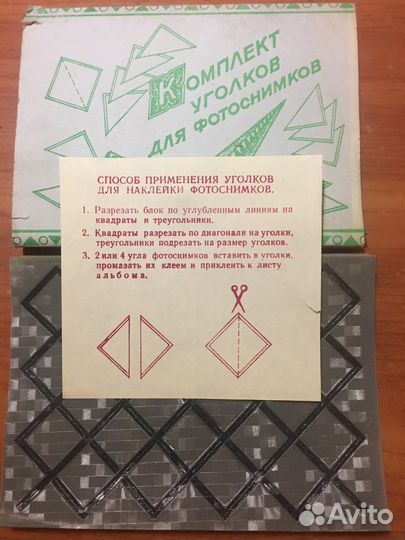 КОМПЛЕКТ
УГОЛКОВ
ДЛЯ ФОТОСНИМКОВ
СПОСОБ ПРИМЕНЕНИЯ УГОЛКОВ
ДЛЯ НАКЛЕЙКИ ФОТОСНИМКОВ.
1. Разрезать блок по углубленным линиям на
квадраты и треугольники.
2. Квадраты разрезать по диагонали на уголки,
треугольники подрезать на размер уголков.
3. 2 или 4 угла фотоснимков вставить в уголки,
промазать их клеем и приклеить к листу
альбома.
Avito